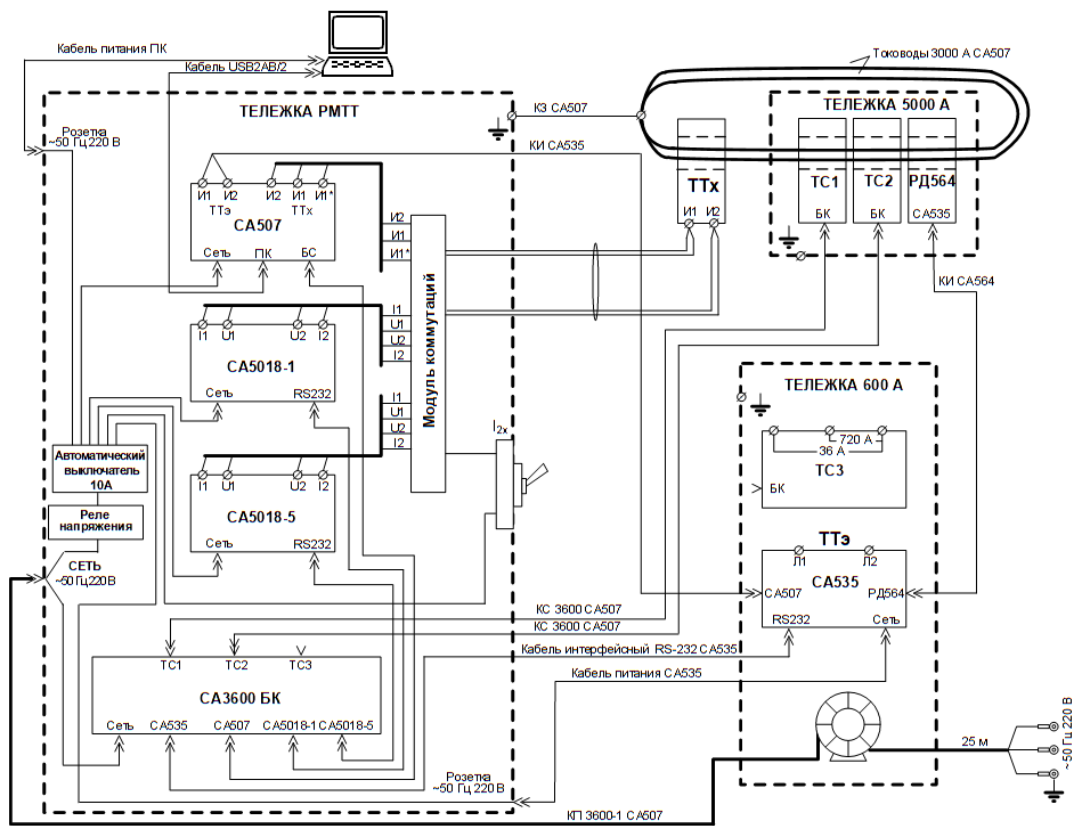 Кабель питания ПК
Кабель USB2AB/2
Тоководы 3000 А СА507
ТЕЛЕЖКА РМТТ
КЗ СА507
ТЕЛЕЖКА 5000 А
Розетка
~50 Гц 220 В
КИ СА535
И1 И2 И2 И1 И1*
ТТэ ТТх
СА507
Сеть ПК БС
И2
И1
И1*
ТТх
И1 И2
ТС1 ТС2 РД564
БК БК СА535
КИ СА564
I1
U1
U2
I2
I1 U1 U2 I2
СА5018-1
Сеть RS232
Модуль коммутаций
I1
U1
U2
I2
I2х
ТЕЛЕЖКА 600 А
720 А
36 А
ТС3
БК
Автоматический
выключатель
10А
I1 U1 U2 I2
СА5018-5
Сеть RS232
Реле
напряжения
СЕТЬ
~50 Гц 220 В
ТТэ
Л1 Л2
СА535
СА507 РД564
RS232 Сеть
КС 3600 СА507
КС 3600 СА507
Кабель интерфейсный RS-232 СА535
Кабель питания СА535
ТС1 ТС2 ТС3
СА3600 БК
Сеть СА535 СА507 СА5018-1 СА5018-5
Розетка
~50 Гц 220 В
25 м
~50 Гц 220 В
КП 3600-1 СА507